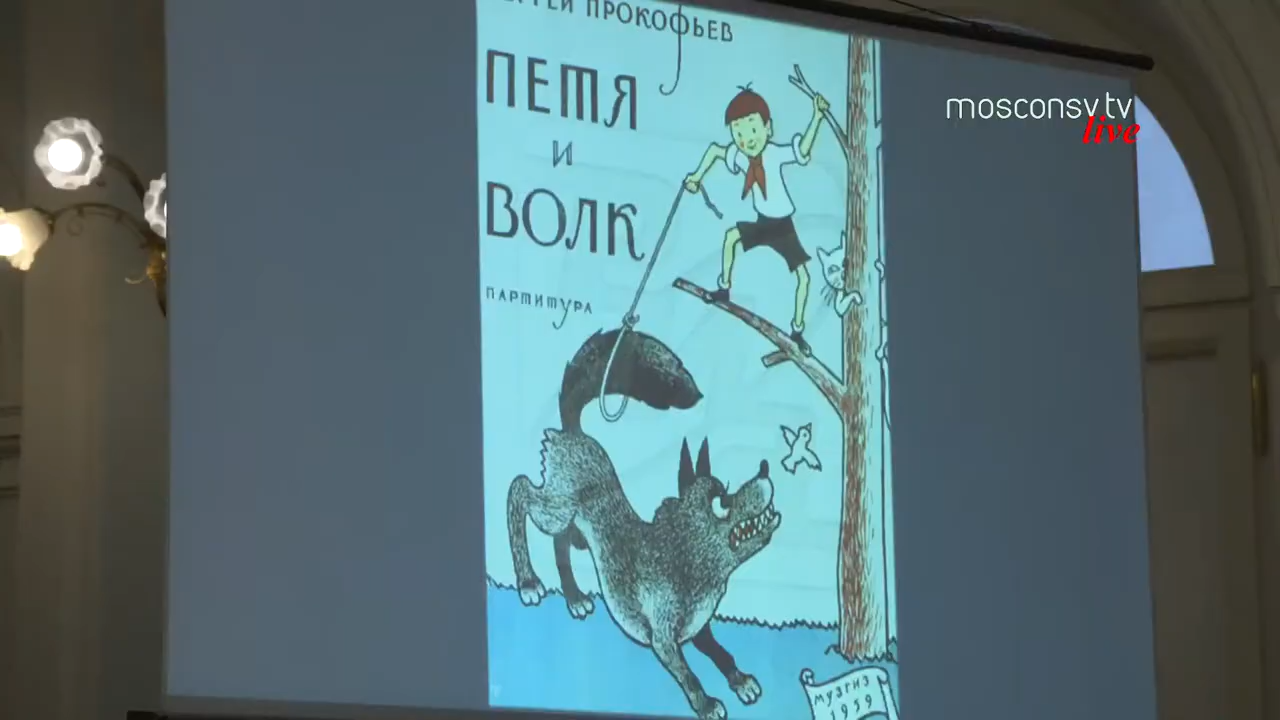 ПРОКОФЬЕВ
ПЕТЯ
И
ВОЛК
ПАРТИТУРА
МУЗГИЗ
1959
mosconsv tv
live